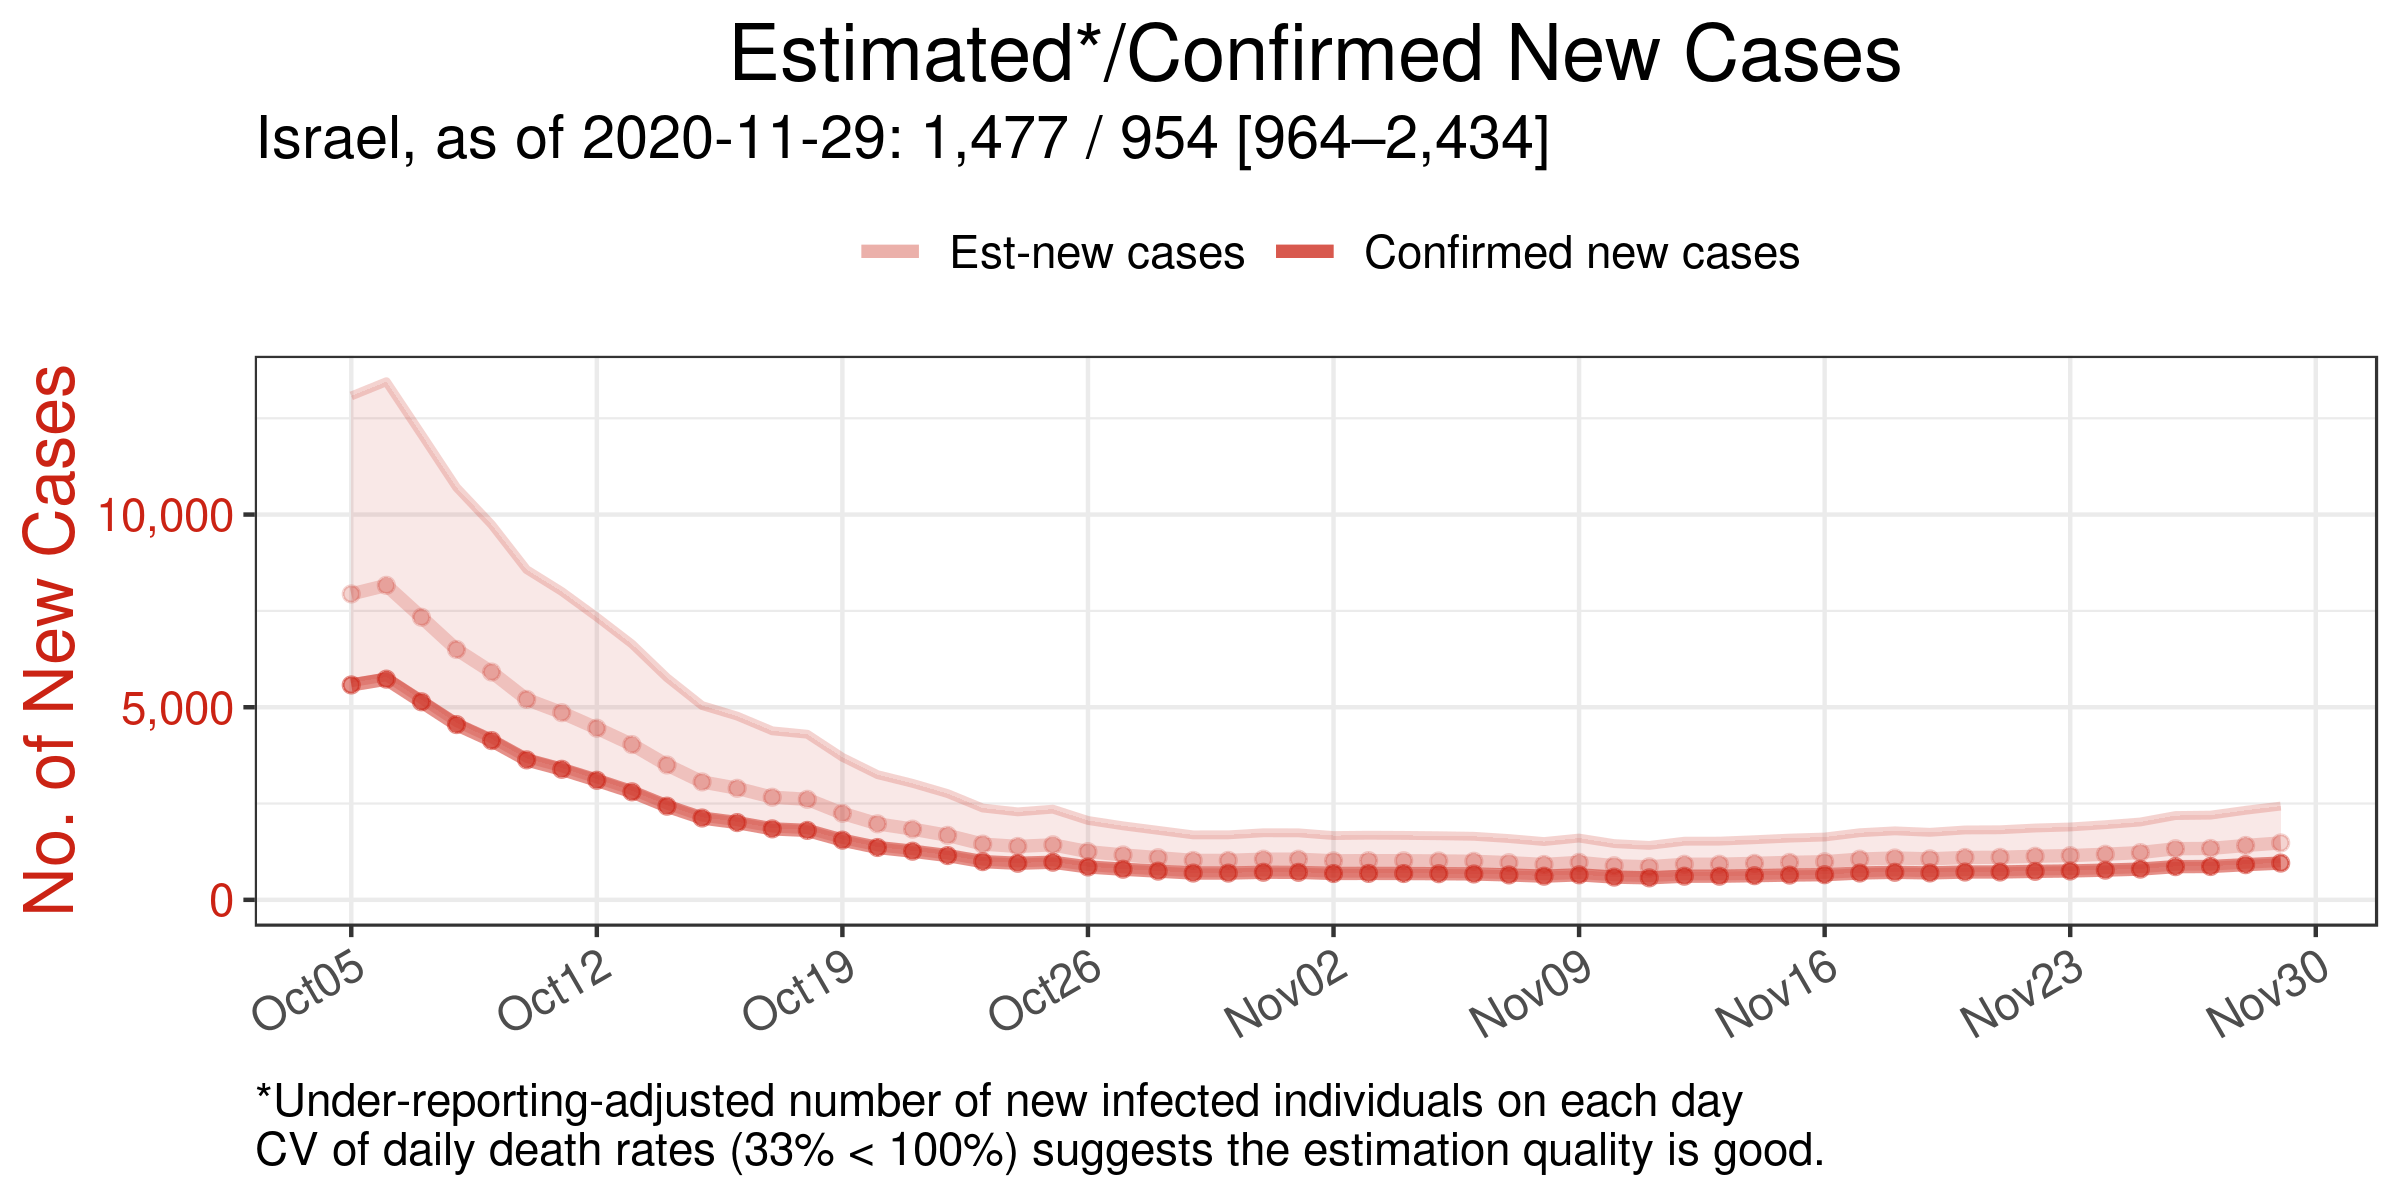 Estimated*/Confirmed New Cases
Israel, as of 2020-11-29: 1,477 / 954 [964–2,434]
Est-new cases
Confirmed new cases
No. of New Cases
10,000
5,000
0
Oct05
Oct12
Oct19
Oct26
Nov02
Nov09
Nov16
Nov23
Nov30
*Under-reporting-adjusted number of new infected individuals on each day
CV of daily death rates (33% < 100%) suggests the estimation quality is good.